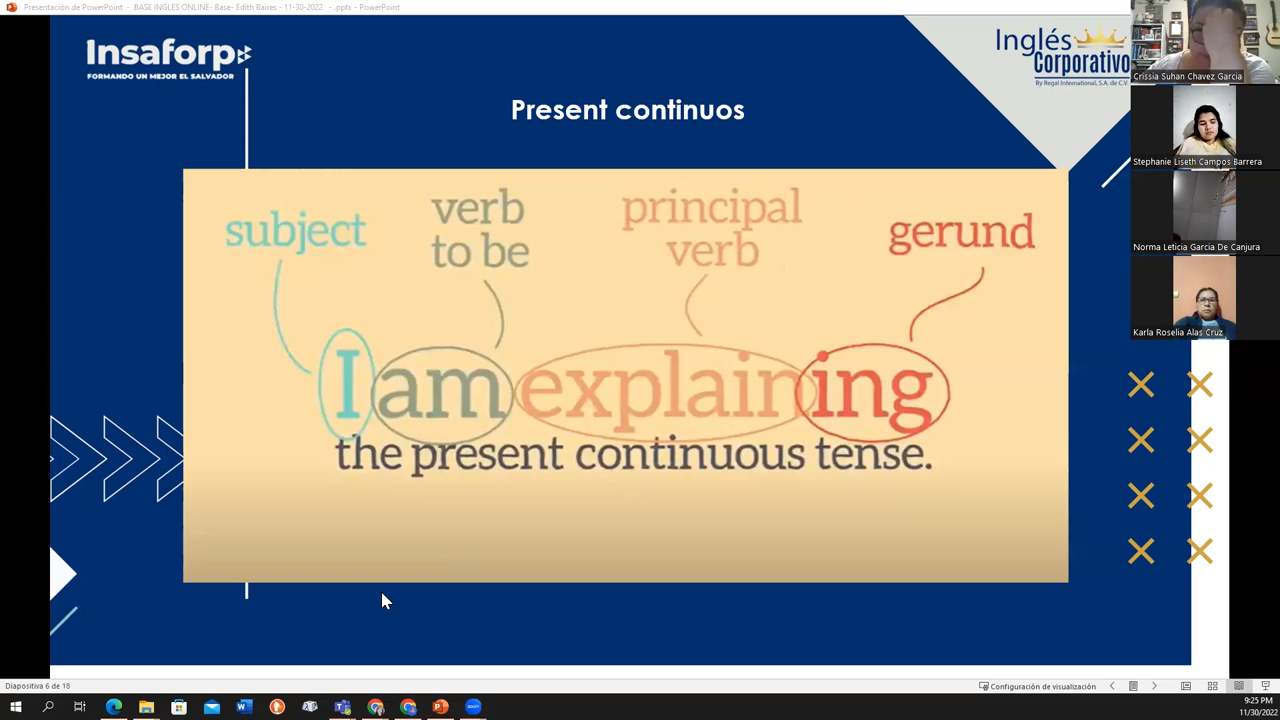 Presentación de PowerPoint - .BASE INGLES ONLINE- Base- Edith Baires - 11-30-2022 - .pptx - PowerPoint
Insaforp
FORMANDO UN MEJOR EL SALVADOR
Inglés
Corporativo
By Regal International, S.A. de C.V.
Present continuos
subject
verb
to be
principal
verb
gerund
I am explaining
the present continuous tense.
Crissia Suhan Chavez Garcia
Stephanie Liseth Campos Barrera
Norma Leticia García De Canjura
Karla Roselia Alas Cruz
Diapositiva 6 de 18
Configuración de visualización
9:25 PM
11/30/2022